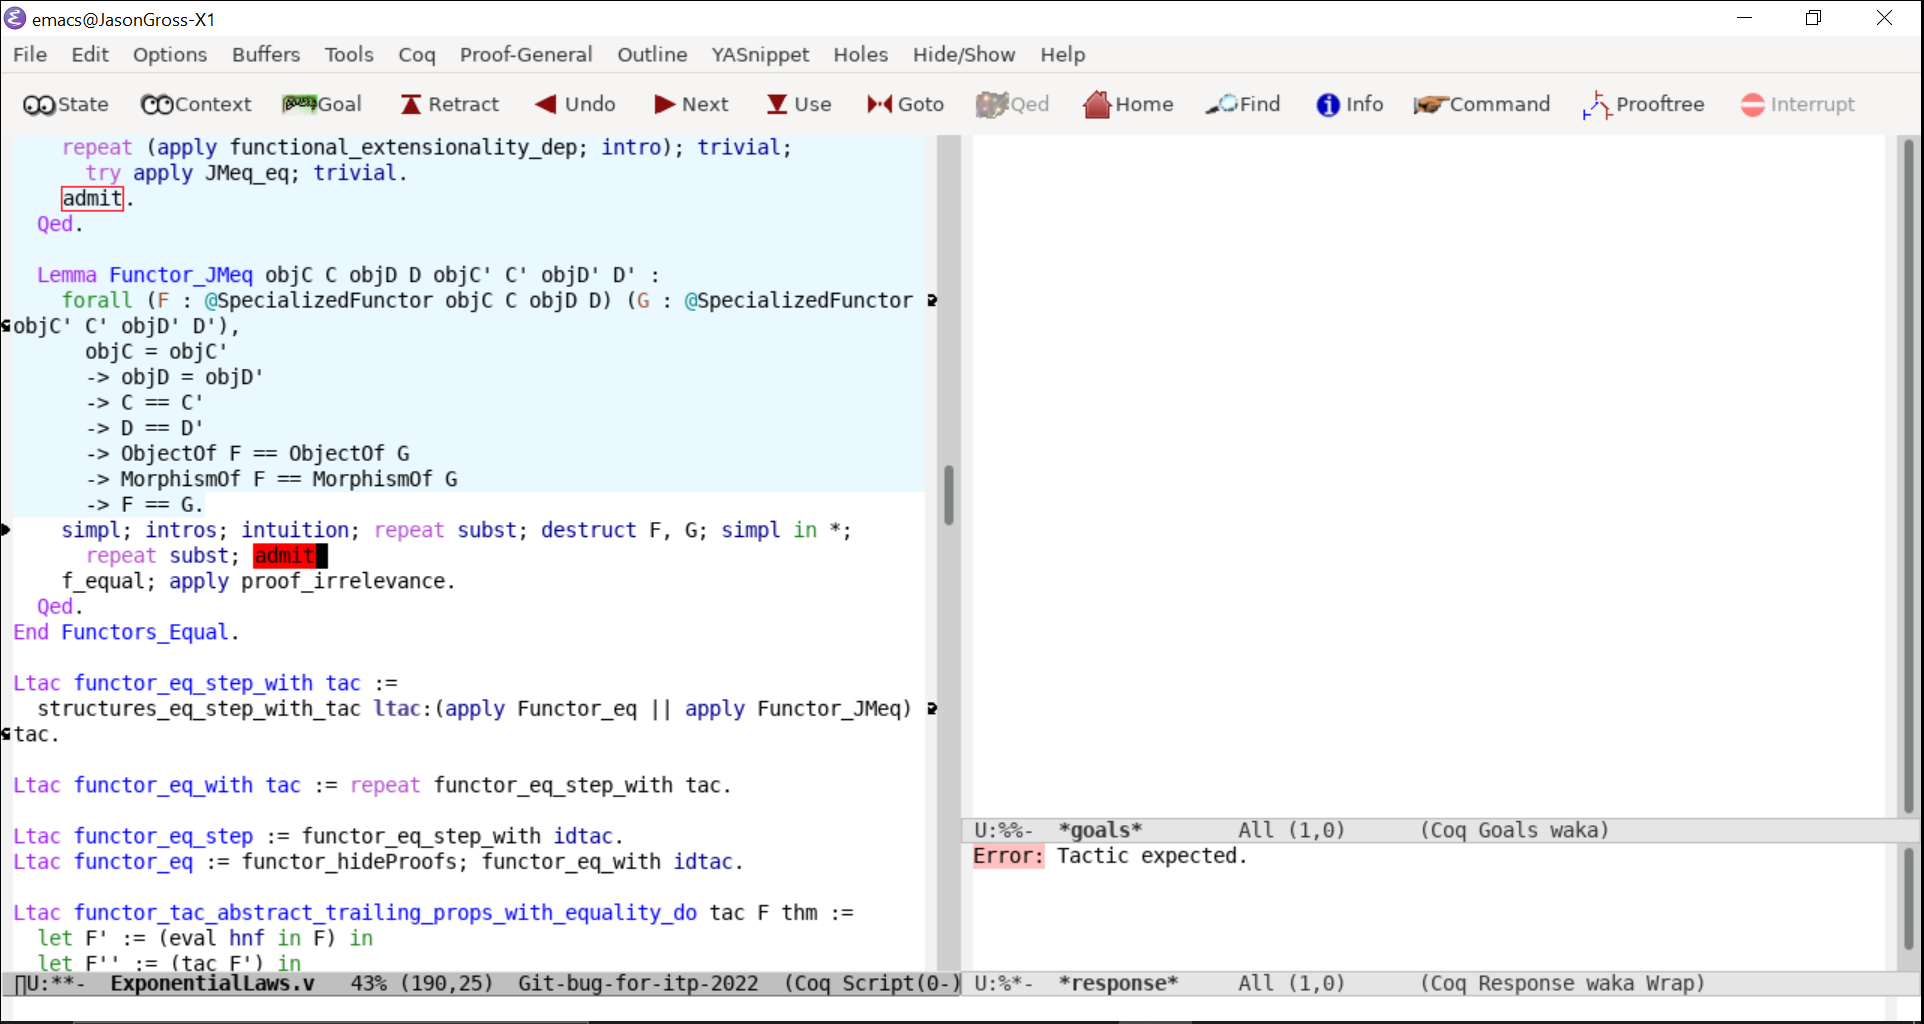 emacs@JasonGross-X1
File Edit Options Buffers Tools Coq Proof-General Outline YASnippet Holes Hide/Show Help
State Context Goal Retract Undo Next Use Goto Qed Home Find Info Command Prooftree Interrupt
repeat (apply functional_extensionality_dep; intro); trivial;
try apply JMeq_eq; trivial.
admit.
Qed.
Lemma Functor_JMeq objC C objD D objC' C' objD' D' :
forall (F : @SpecializedFunctor objC C objD D) (G : @SpecializedFunctor
objC' C' objD' D'),
objC = objC'
-> objD = objD'
-> C == C'
-> D == D'
-> ObjectOf F == ObjectOf G
-> MorphismOf F == MorphismOf G
-> F == G.
simpl; intros; intuition; repeat subst; destruct F, G; simpl in *;
repeat subst; admit
f_equal; apply proof_irrelevance.
Qed.
End Functors_Equal.
Ltac functor_eq_step_with tac :=
structures_eq_step_with_tac ltac:(apply Functor_eq || apply Functor_JMeq)
tac.
Ltac functor_eq_with tac := repeat functor_eq_step_with tac.
Ltac functor_eq_step := functor_eq_step_with idtac.
Ltac functor_eq := functor_hideProofs; functor_eq_with idtac.
Ltac functor_tac_abstract_trailing_props_with_equality_do tac F thm :=
let F' := (eval hnf in F) in
let F'' := (tac F') in
U:**- ExponentialLaws.v 43% (190,25) Git-bug-for-itp-2022 (Coq Script(0-)
U:%%- *goals* All (1,0) (Coq Goals waka)
Error: Tactic expected.
U:%*- *response* All (1,0) (Coq Response waka Wrap)